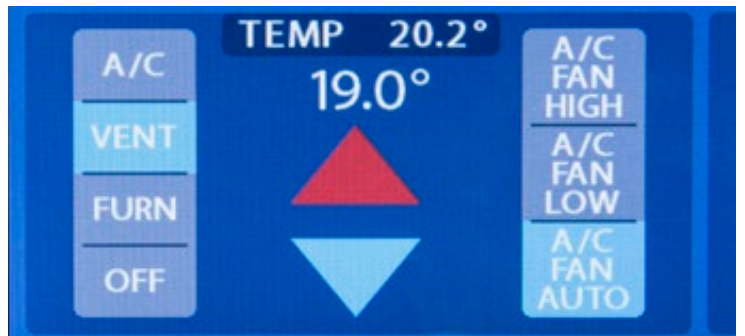 TEMP 20.2°
19.0°
A/C
VENT
FURN
OFF
A/C
FAN
HIGH
A/C
FAN
LOW
A/C
FAN
AUTO